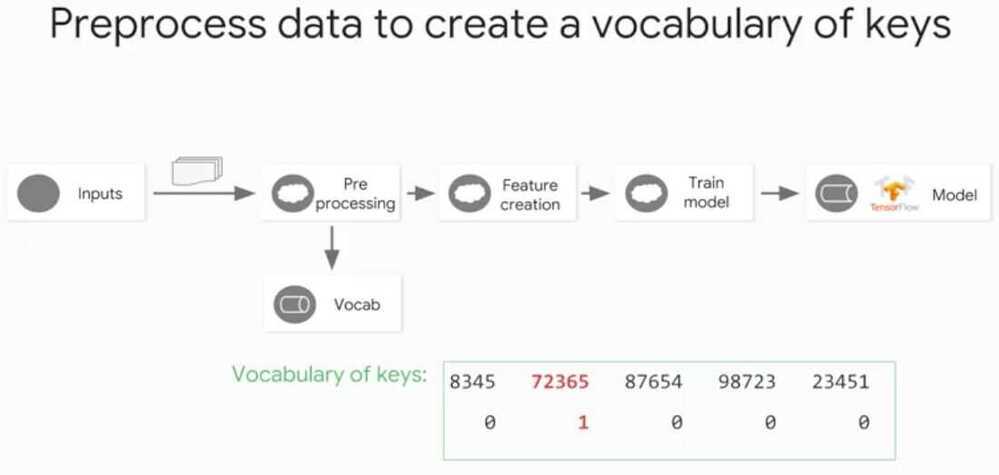 Preprocess data to create a vocabulary of keys
Inputs
Pre
processing
Feature
creation
Train
model
TensorFlow
Model
Vocab
Vocabulary of keys:
8345 72365 87654 98723 23451
0 1 0 0 0